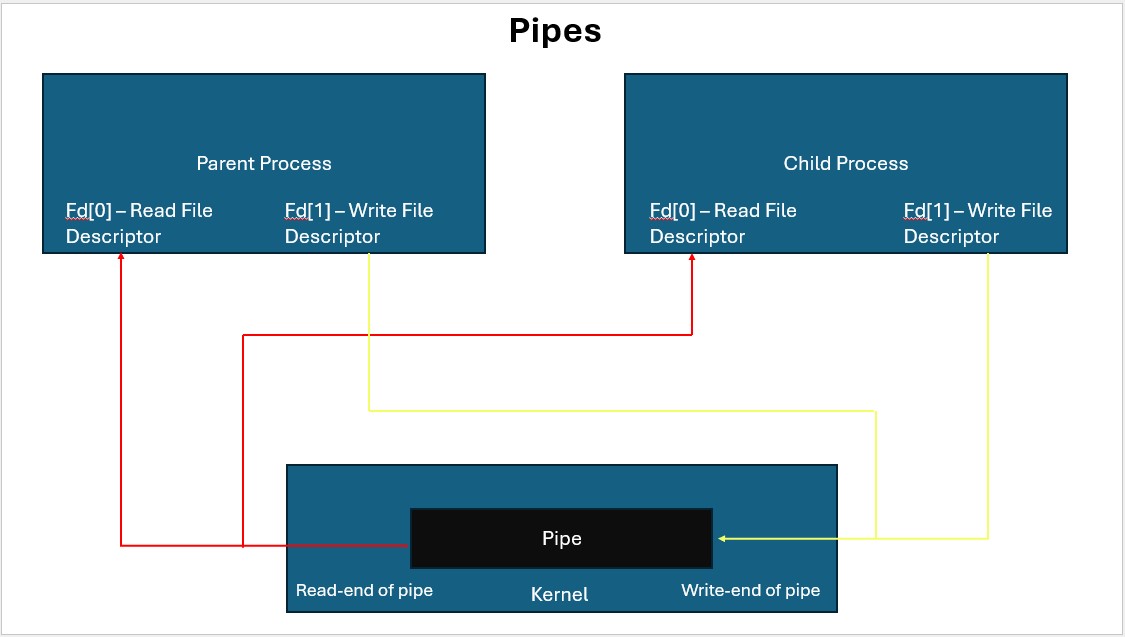 Pipes
Parent Process
Fd[0] – Read File
Descriptor
Fd[1] – Write File
Descriptor
Child Process
Fd[0] – Read File
Descriptor
Fd[1] – Write File
Descriptor
Pipe
Read-end of pipe
Kernel
Write-end of pipe